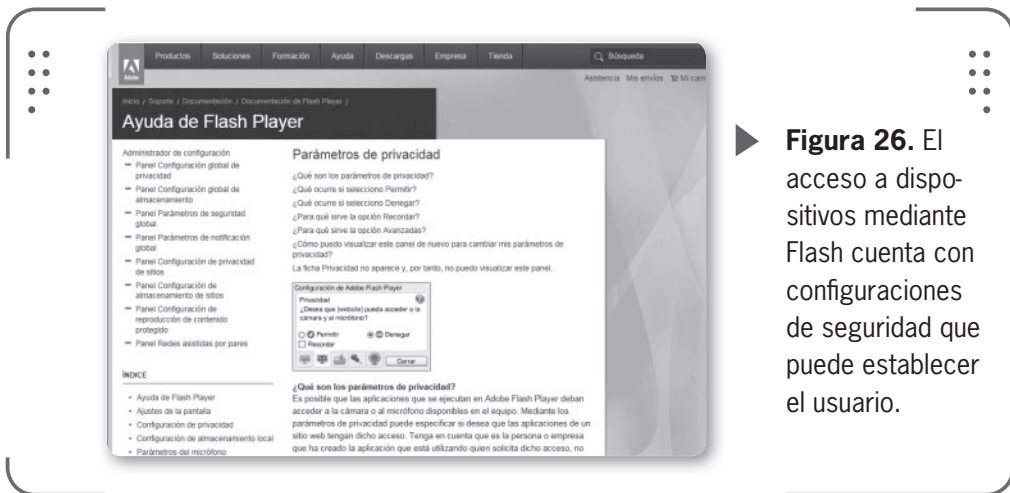 Productos Soluciones Formación Ayuda Descargas Empresa Tienda Búsqueda
Adobe
Asistencia Mis envíos Mi carr
Inicio / Soporte / Documentación / Documentación de Flash Player /
Ayuda de Flash Player
Administrador de configuración
Panel Configuración global de
privacidad
Panel Configuración global de
almacenamiento
Panel Parámetros de seguridad
global
Panel Parámetros de notificación
global
Panel Configuración de privacidad
de sitios
Panel Configuración de
almacenamiento de sitios
Panel Configuración de
reproducción de contenido
protegido
Panel Redes asistidas por pares
ÍNDICE
Ayuda de Flash Player
Ajustes de la pantalla
Configuración de privacidad
Configuración de almacenamiento local
Parámetros del micrófono
Parámetros de privacidad
¿Qué son los parámetros de privacidad?
¿Qué ocurre si selecciono Permitir?
¿Qué ocurre si selecciono Denegar?
¿Para qué sirve la opción Recordar?
¿Para qué sirve la opción Avanzadas?
¿Cómo puedo visualizar este panel de nuevo para cambiar mis parámetros de
privacidad?
La ficha Privacidad no aparece y, por tanto, no puedo visualizar este panel.
Configuración de Adobe Flash Player
Privacidad
¿Desea que [website] pueda acceder a la
cámara y al micrófono?
Permitir Denegar
Recordar
Cerrar
¿Qué son los parámetros de privacidad?
Es posible que las aplicaciones que se ejecutan en Adobe Flash Player deban
acceder a la cámara o al micrófono disponibles en el equipo. Mediante los
parámetros de privacidad puede especificar si desea que las aplicaciones de un
sitio web tengan dicho acceso. Tenga en cuenta que es la persona o empresa
que ha creado la aplicación que está utilizando quien solicita dicho acceso, no
Figura 26. El
acceso a dispo-
sitivos mediante
Flash cuenta con
configuraciones
de seguridad que
puede establecer
el usuario.